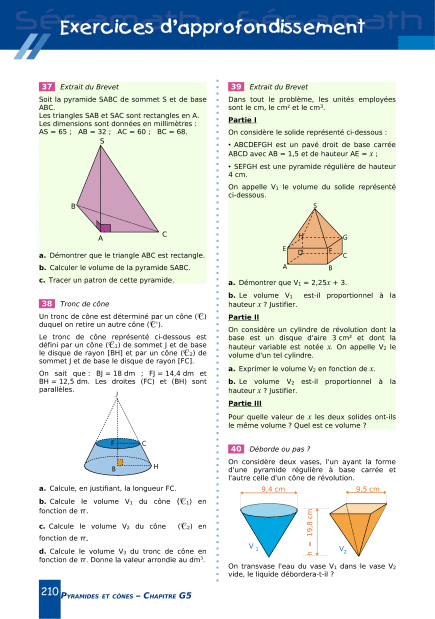 Sésamath - Sésamath
Exercices d'approfondissement
37 Extrait du Brevet
Soit la pyramide SABC de sommet S et de base
ABC.
Les triangles SAB et SAC sont rectangles en A.
Les dimensions sont données en millimètres :
AS = 65 ; AB = 32 ; AC = 60 ; BC = 68.
S
B
A
C
a. Démontrer que le triangle ABC est rectangle.
b. Calculer le volume de la pyramide SABC.
c. Tracer un patron de cette pyramide.
38 Tronc de cône
Un tronc de cône est déterminé par un cône (𝒞)
duquel on retire un autre cône (𝒞').
Le tronc de cône représenté ci-dessous est
défini par un cône (𝒞₁) de sommet J et de base
le disque de rayon [BH] et par un cône (𝒞₂) de
sommet J et de base le disque de rayon [FC].
On sait que : BJ = 18 dm ; FJ = 14,4 dm et
BH = 12,5 dm. Les droites (FC) et (BH) sont
parallèles.
J
F
C
B
H
a. Calcule, en justifiant, la longueur FC.
b. Calcule le volume V₁ du cône (𝒞₁) en
fonction de π.
c. Calcule le volume V₂ du cône (𝒞₂) en
fonction de π.
d. Calcule le volume V₃ du tronc de cône en
fonction de π. Donne la valeur arrondie au dm³.
39 Extrait du Brevet
Dans tout le problème, les unités employées
sont le cm, le cm² et le cm³.
Partie I
On considère le solide représenté ci-dessous :
• ABCDEFGH est un pavé droit de base carrée
ABCD avec AB = 1,5 et de hauteur AE = x ;
• SEFGH est une pyramide régulière de hauteur
4 cm.
On appelle V₁ le volume du solide représenté
ci-dessous.
S
H
G
E
F
D
C
A
B
a. Démontrer que V₁ = 2,25x + 3.
b. Le volume V₁ est-il proportionnel à la
hauteur x ? Justifier.
Partie II
On considère un cylindre de révolution dont la
base est un disque d'aire 3 cm² et dont la
hauteur variable est notée x. On appelle V₂ le
volume d'un tel cylindre.
a. Exprimer le volume V₂ en fonction de x.
b. Le volume V₂ est-il proportionnel à la
hauteur x ? Justifier.
Partie III
Pour quelle valeur de x les deux solides ont-ils
le même volume ? Quel est ce volume ?
40 Déborde ou pas ?
On considère deux vases, l'un ayant la forme
d'une pyramide régulière à base carrée et
l'autre celle d'un cône de révolution.
9,4 cm
9,5 cm
h = 19,8 cm
V₁
V₂
On transvase l'eau du vase V₁ dans le vase V₂
vide, le liquide débordera-t-il ?
210 PYRAMIDES ET CÔNES – CHAPITRE G5